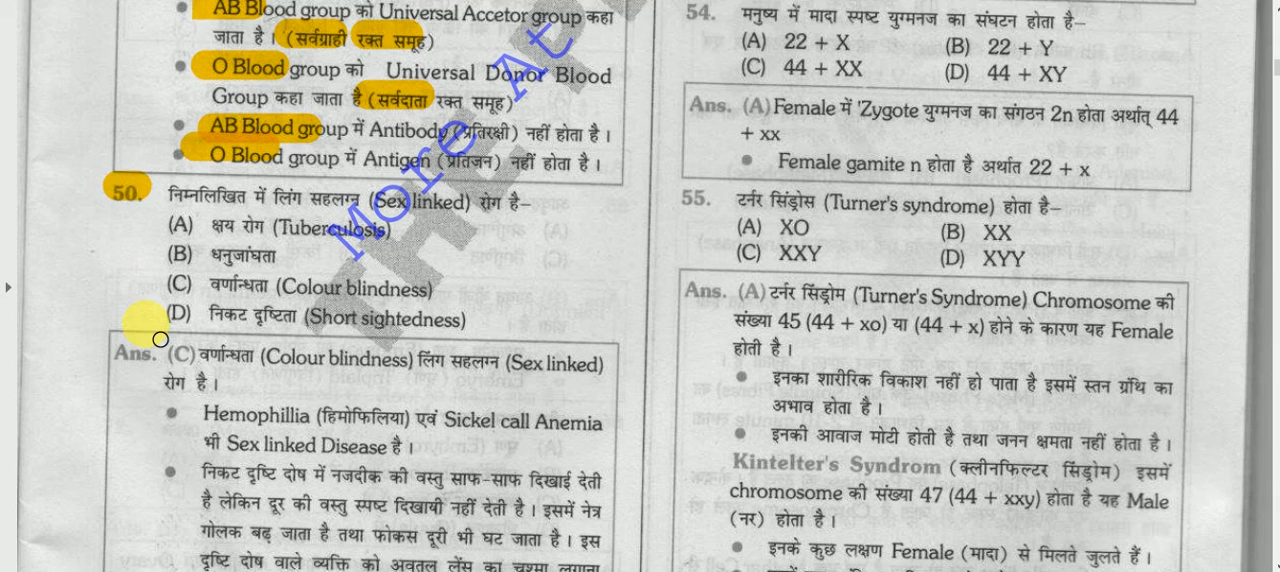 AB Blood group को Universal Accetor group कहा
जाता है। (सर्वग्राही रक्त समूह)
O Blood group को Universal Donor Blood
Group कहा जाता है (सर्वदाता रक्त समूह)
AB Blood group में Antibody (प्रतिरक्षी) नहीं होता है।
O Blood group में Antigen (प्रतिजन) नहीं होता है।
50. निम्नलिखित में लिंग सहलग्न (Sex linked) रोग है–
(A) क्षय रोग (Tuberculosis)
(B) धनुजांघता
(C) वर्णान्धता (Colour blindness)
(D) निकट दृष्टिता (Short sightedness)
Ans. (C) वर्णान्धता (Colour blindness) लिंग सहलग्न (Sex linked)
रोग है।
Hemophillia (हिमोफिलिया) एवं Sickel call Anemia
भी Sex linked Disease है।
निकट दृष्टि दोष में नजदीक की वस्तु साफ-साफ दिखाई देती
है लेकिन दूर की वस्तु स्पष्ट दिखायी नहीं देती है। इसमें नेत्र
गोलक बढ़ जाता है तथा फोकस दूरी भी घट जाता है। इस
दृष्टि दोष वाले व्यक्ति को अवतल लेंस का चश्मा लगाना
More At
THE
54. मनुष्य में मादा स्पष्ट युग्मनज का संघटन होता है–
(A) 22 + X (B) 22 + Y
(C) 44 + XX (D) 44 + XY
Ans. (A) Female में 'Zygote युग्मनज का संगठन 2n होता अर्थात् 44
+ xx
Female gamite n होता है अर्थात 22 + x
55. टर्नर सिंड्रोस (Turner's syndrome) होता है–
(A) XO (B) XX
(C) XXY (D) XYY
Ans. (A) टर्नर सिंड्रोम (Turner's Syndrome) Chromosome की
संख्या 45 (44 + xo) या (44 + x) होने के कारण यह Female
होती है।
इनका शारीरिक विकाश नहीं हो पाता है इसमें स्तन ग्रंथि का
अभाव होता है।
इनकी आवाज मोटी होती है तथा जनन क्षमता नहीं होता है।
Kintelter's Syndrom (क्लीनफिल्टर सिंड्रोम) इसमें
chromosome की संख्या 47 (44 + xxy) होता है यह Male
(नर) होता है।
इनके कुछ लक्षण Female (मादा) से मिलते जुलते हैं।